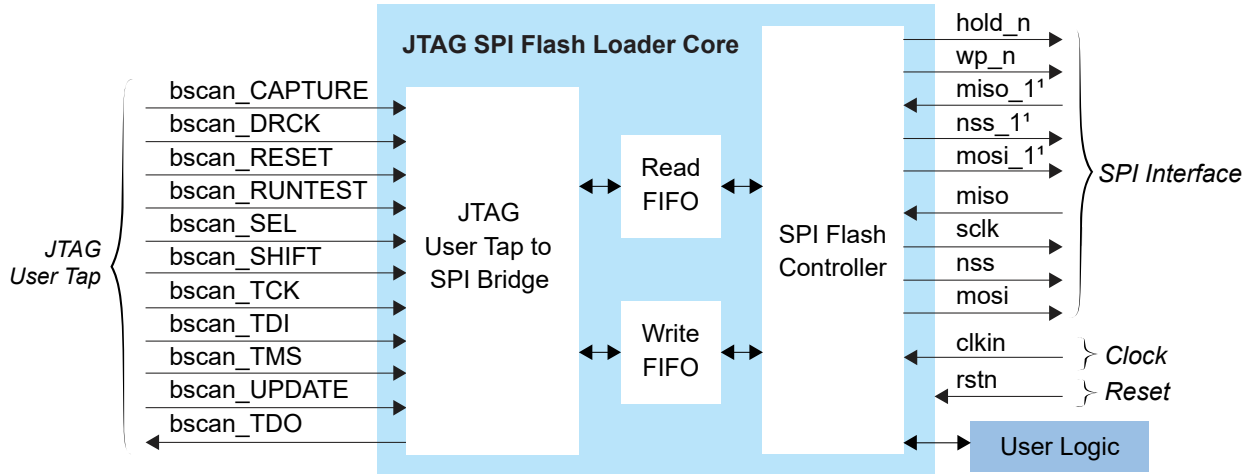 JTAG SPI Flash Loader Core
JTAG
User Tap
bscan_CAPTURE
bscan_DRCK
bscan_RESET
bscan_RUNTEST
bscan_SEL
bscan_SHIFT
bscan_TCK
bscan_TDI
bscan_TMS
bscan_UPDATE
bscan_TDO
JTAG
User Tap to
SPI Bridge
Read
FIFO
Write
FIFO
SPI Flash
Controller
hold_n
wp_n
miso_1¹
nss_1¹
mosi_1¹
miso
sclk
nss
mosi
clkin
rstn
SPI Interface
Clock
Reset
User Logic